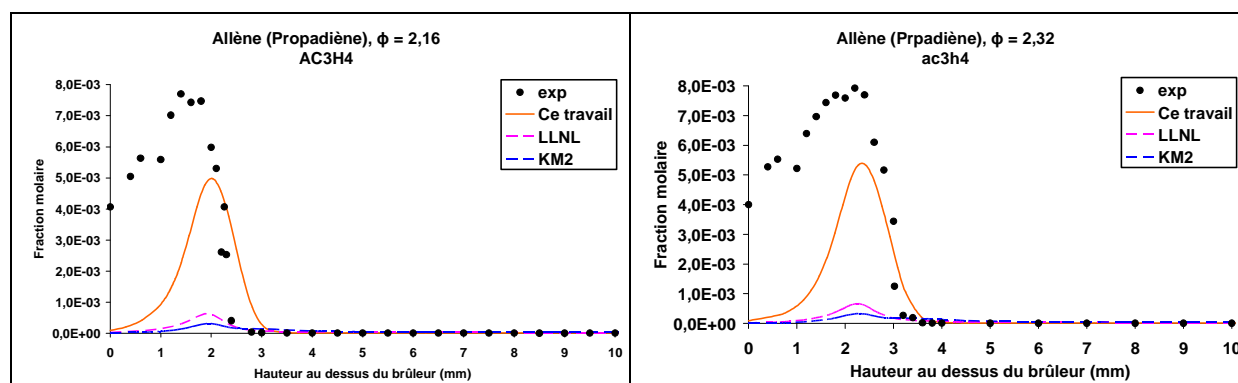 Allène (Propadiène), ϕ = 2,16
AC3H4
Fraction molaire
8,0E-03
7,0E-03
6,0E-03
5,0E-03
4,0E-03
3,0E-03
2,0E-03
1,0E-03
0,0E+00
exp
Ce travail
LLNL
KM2
0 1 2 3 4 5 6 7 8 9 10
Hauteur au dessus du brûleur (mm)
Allène (Prpadiène), ϕ = 2,32
ac3h4
Fraction molaire
8,0E-03
7,0E-03
6,0E-03
5,0E-03
4,0E-03
3,0E-03
2,0E-03
1,0E-03
0,0E+00
exp
Ce travail
LLNL
KM2
0 1 2 3 4 5 6 7 8 9 10
Hauteur au dessus du brûleur (mm)